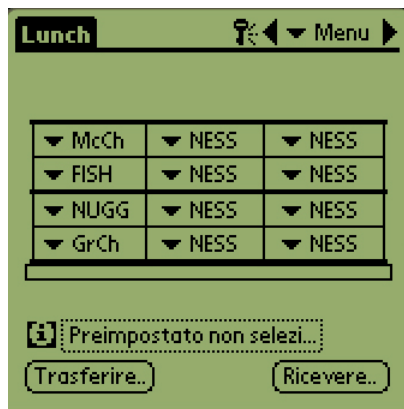 Lunch Menu
McCh NESS NESS
FISH NESS NESS
NUGG NESS NESS
GrCh NESS NESS
Preimpostato non selezi...
Trasferire.. Ricevere..